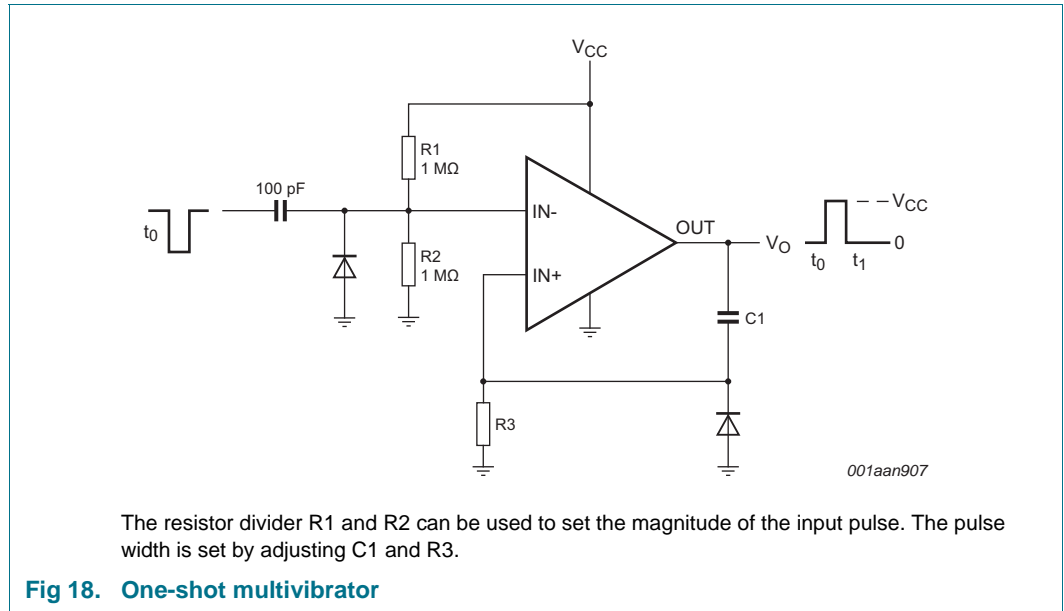 VCC
R1
1 MΩ
100 pF
t0
IN-
OUT
VO
VCC
0
t0
t1
R2
1 MΩ
IN+
C1
R3
001aan907
The resistor divider R1 and R2 can be used to set the magnitude of the input pulse. The pulse
width is set by adjusting C1 and R3.
Fig 18. One-shot multivibrator